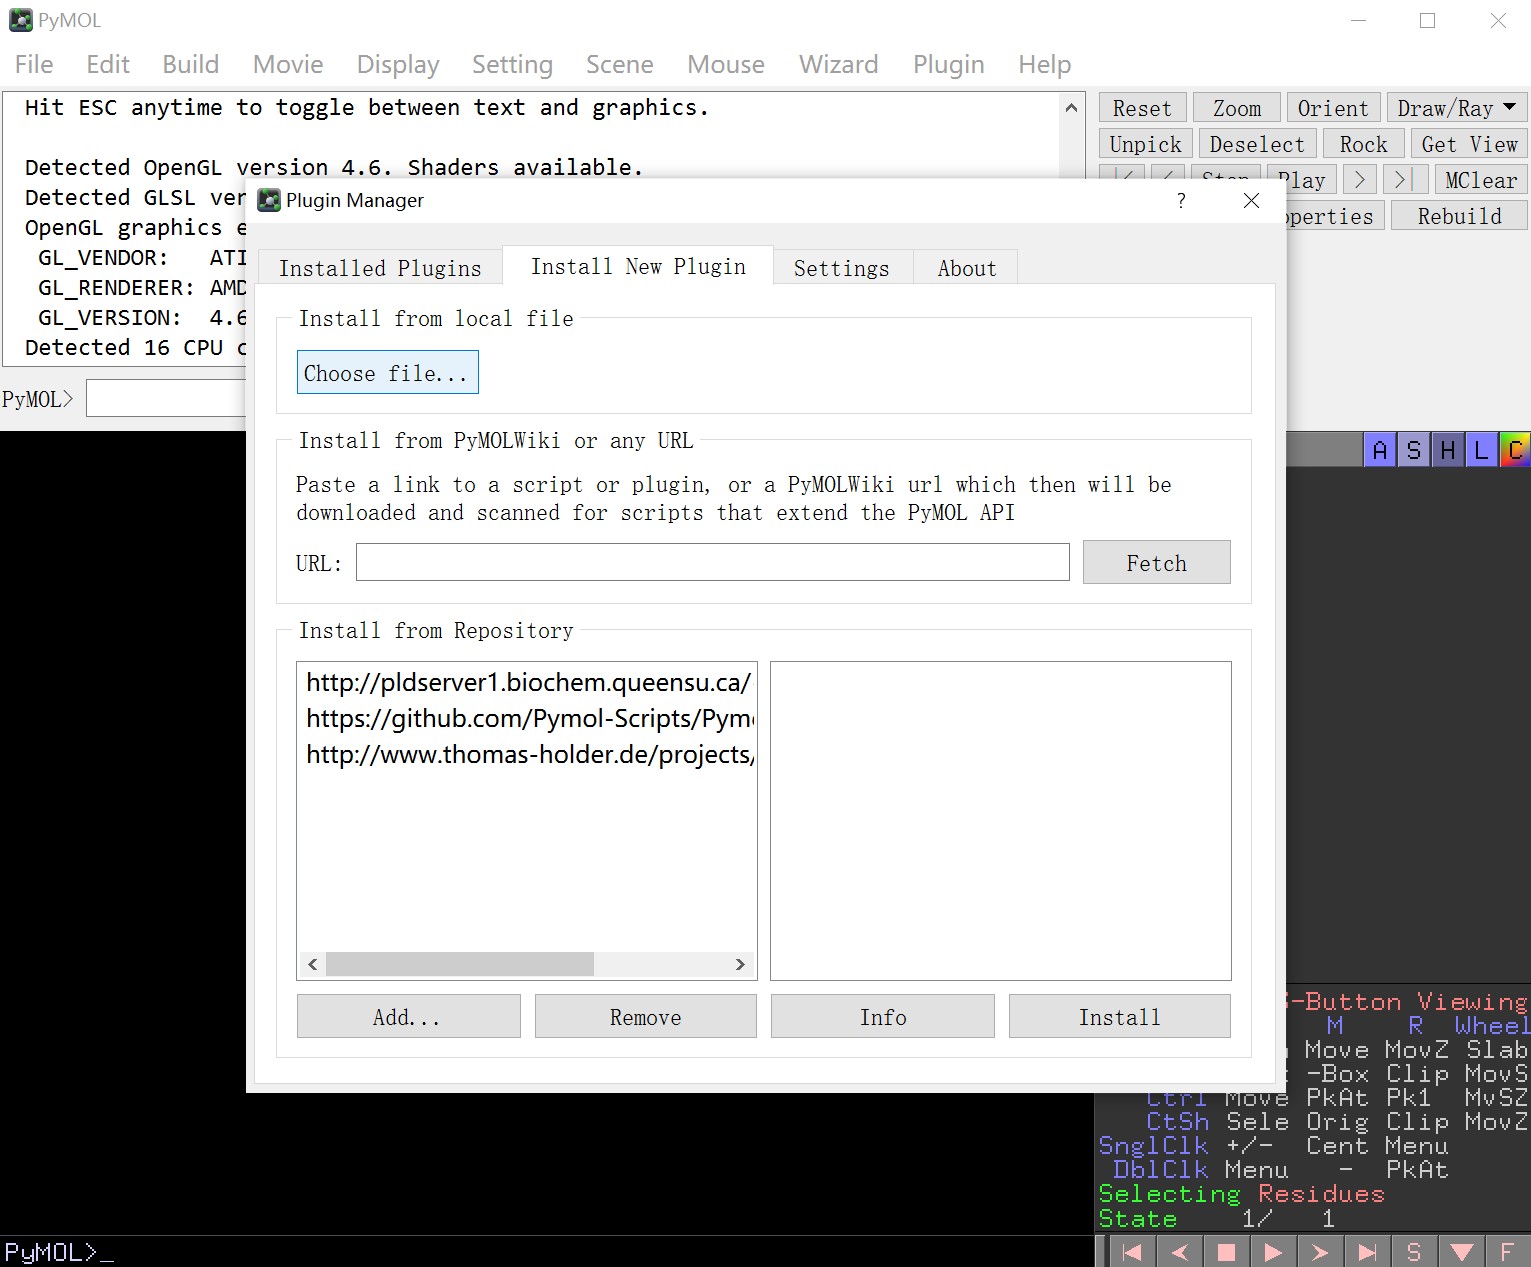 PyMOL
File Edit Build Movie Display Setting Scene Mouse Wizard Plugin Help
Hit ESC anytime to toggle between text and graphics.
Detected OpenGL version 4.6. Shaders available.
Detected GLSL ver
OpenGL graphics e
GL_VENDOR: ATI
GL_RENDERER: AMD
GL_VERSION: 4.6
Detected 16 CPU c
PyMOL>
Reset Zoom Orient Draw/Ray
Unpick Deselect Rock Get View
|< < Stop Play > >| MClear
perties Rebuild
Plugin Manager
? 
Installed Plugins Install New Plugin Settings About
Install from local file
Choose file...
Install from PyMOLWiki or any URL
Paste a link to a script or plugin, or a PyMOLWiki url which then will be
downloaded and scanned for scripts that extend the PyMOL API
URL: Fetch
Install from Repository
http://pldserver1.biochem.queensu.ca/
https://github.com/Pymol-Scripts/Pym
http://www.thomas-holder.de/projects/
Add... Remove Info Install
A S H L C
-Button Viewing
M R Wheel
Move MovZ Slab
-Box Clip MovS
Ctrl Move PkAt Pk1 MvSZ
CtSh Sele Orig Clip MovZ
SnglClk +/- Cent Menu
DblClk Menu - PkAt
Selecting Residues
State 1/ 1
PyMOL>_
S F